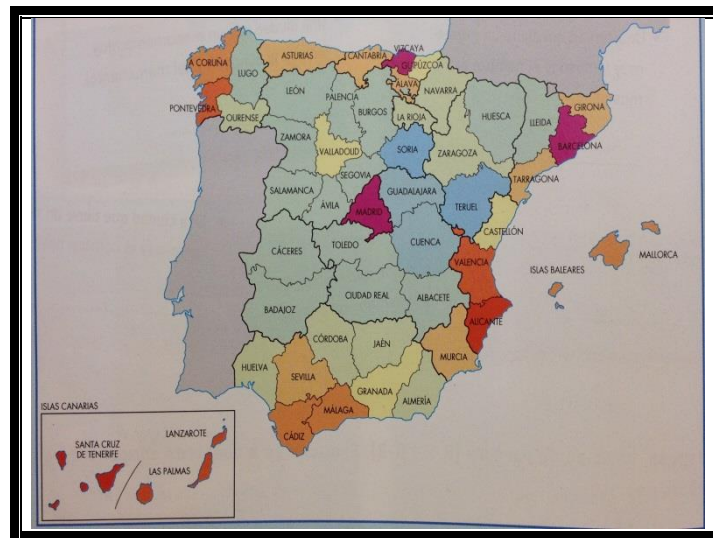 A CORUÑA
LUGO
ASTURIAS
CANTABRIA
VIZCAYA
GUIPÚZCOA
ÁLAVA
NAVARRA
LEÓN
PALENCIA
BURGOS
LA RIOJA
HUESCA
LLEIDA
GIRONA
BARCELONA
PONTEVEDRA
OURENSE
ZAMORA
VALLADOLID
SORIA
ZARAGOZA
TARRAGONA
SEGOVIA
SALAMANCA
ÁVILA
MADRID
GUADALAJARA
TERUEL
CASTELLÓN
CÁCERES
TOLEDO
CUENCA
VALENCIA
ISLAS BALEARES
MALLORCA
BADAJOZ
CIUDAD REAL
ALBACETE
ALICANTE
CÓRDOBA
JAÉN
MURCIA
HUELVA
SEVILLA
GRANADA
ALMERÍA
MÁLAGA
CÁDIZ
ISLAS CANARIAS
LANZAROTE
SANTA CRUZ
DE TENERIFE
LAS PALMAS